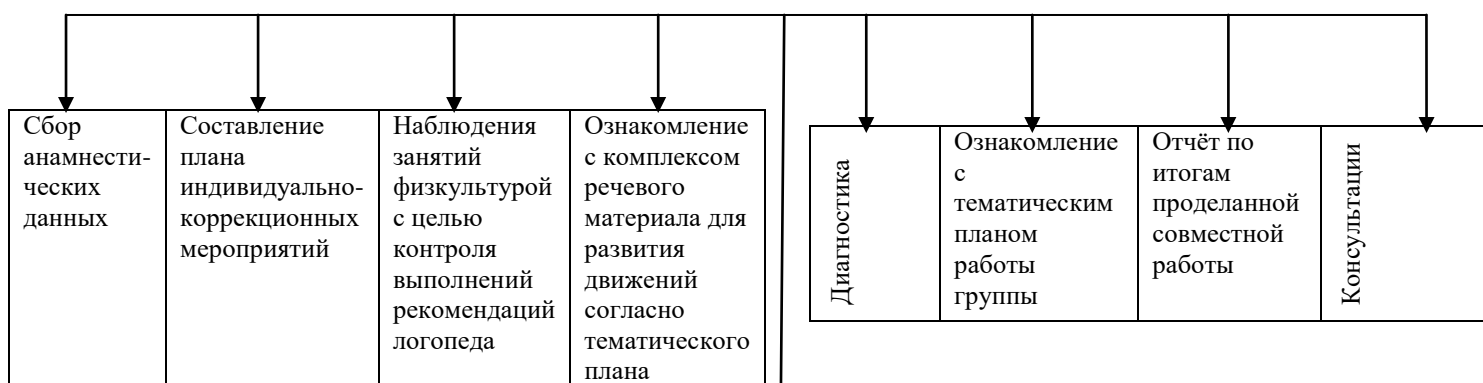 Сбор
анамнести-
ческих
данных
Составление
плана
индивидуально-
коррекционных
мероприятий
Наблюдения
занятий
физкультурой
с целью
контроля
выполнений
рекомендаций
логопеда
Ознакомление
с комплексом
речевого
материала для
развития
движений
согласно
тематического
плана
Диагностика
Ознакомление
с
тематическим
планом
работы
группы
Отчёт по
итогам
проделанной
совместной
работы
Консультации